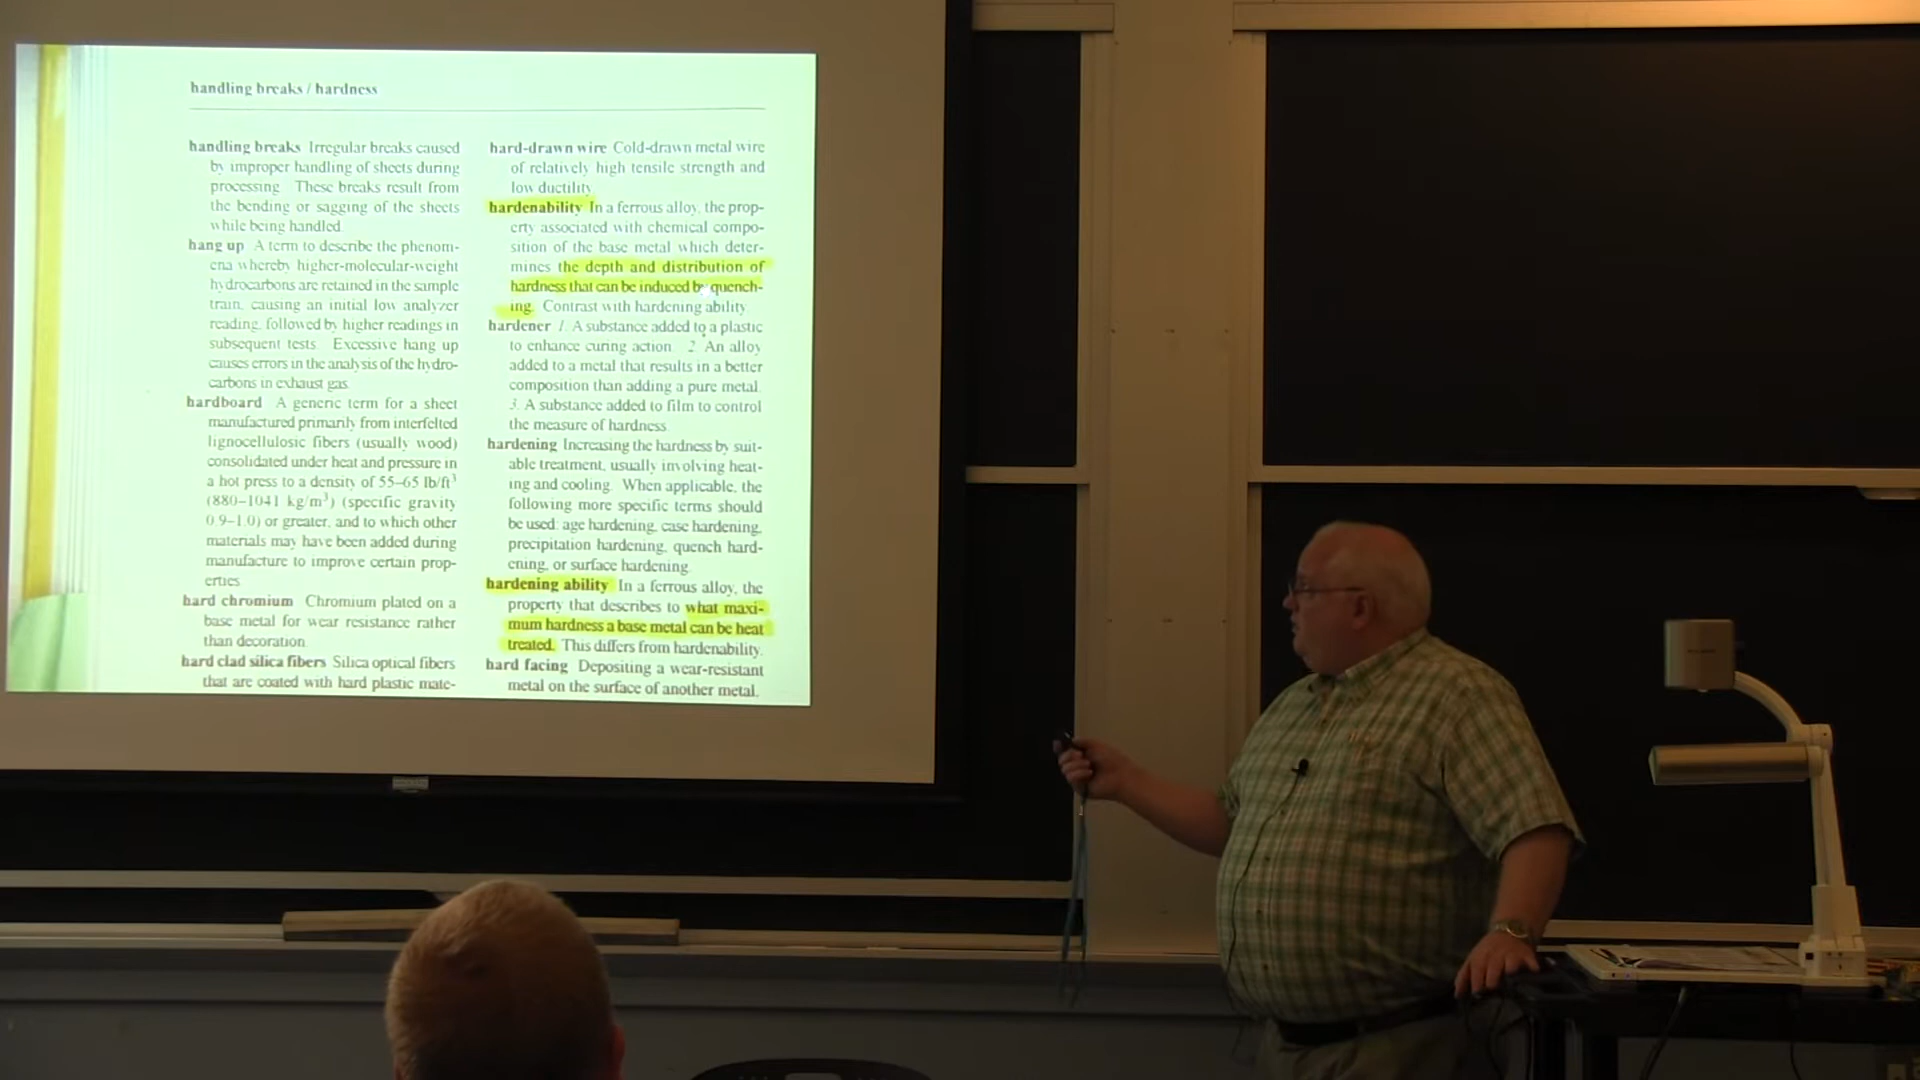 handling breaks / hardness
handling breaks Irregular breaks caused
by improper handling of sheets during
processing. These breaks result from
the bending or sagging of the sheets
while being handled.
hang up A term to describe the phenom-
ena whereby higher-molecular-weight
hydrocarbons are retained in the sample
train, causing an initial low analyzer
reading, followed by higher readings in
subsequent tests. Excessive hang up
causes errors in the analysis of the hydro-
carbons in exhaust gas.
hardboard A generic term for a sheet
manufactured primarily from interfelted
lignocellulosic fibers (usually wood)
consolidated under heat and pressure in
a hot press to a density of 55–65 lb/ft³
(880–1041 kg/m³) (specific gravity
0.9–1.0) or greater, and to which other
materials may have been added during
manufacture to improve certain prop-
erties.
hard chromium Chromium plated on a
base metal for wear resistance rather
than decoration.
hard clad silica fibers Silica optical fibers
that are coated with hard plastic mate-
hard-drawn wire Cold-drawn metal wire
of relatively high tensile strength and
low ductility.
hardenability In a ferrous alloy, the prop-
erty associated with chemical compo-
sition of the base metal which deter-
mines the depth and distribution of
hardness that can be induced by quench-
ing. Contrast with hardening ability.
hardener 1. A substance added to a plastic
to enhance curing action. 2. An alloy
added to a metal that results in a better
composition than adding a pure metal.
3. A substance added to film to control
the measure of hardness.
hardening Increasing the hardness by suit-
able treatment, usually involving heat-
ing and cooling. When applicable, the
following more specific terms should
be used: age hardening, case hardening,
precipitation hardening, quench hard-
ening, or surface hardening.
hardening ability In a ferrous alloy, the
property that describes to what maxi-
mum hardness a base metal can be heat
treated. This differs from hardenability.
hard facing Depositing a wear-resistant
metal on the surface of another metal.